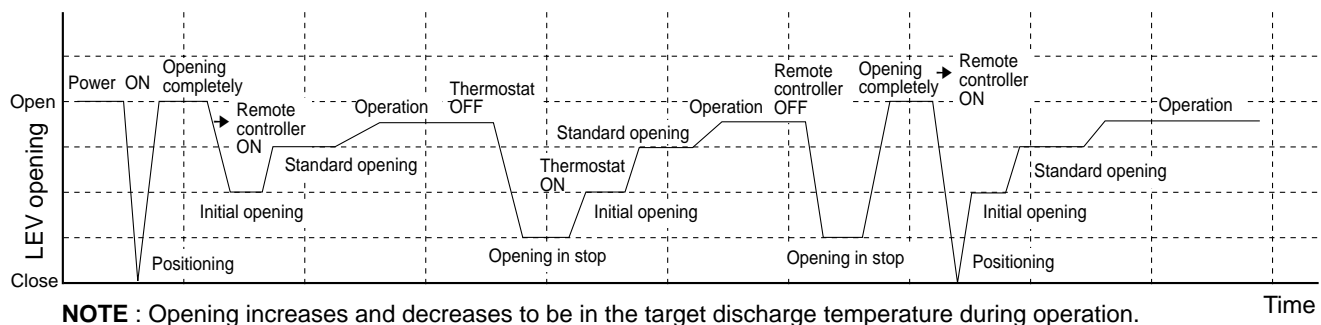 Power ON
Opening
completely
Remote
controller
ON
Operation
Thermostat
OFF
Standard opening
Initial opening
Positioning
Opening in stop
Thermostat
ON
Standard opening
Initial opening
Operation
Remote
controller
OFF
Opening
completely
Remote
controller
ON
Opening in stop
Operation
Standard opening
Initial opening
Positioning
Open
LEV opening
Close
Time
NOTE : Opening increases and decreases to be in the target discharge temperature during operation.